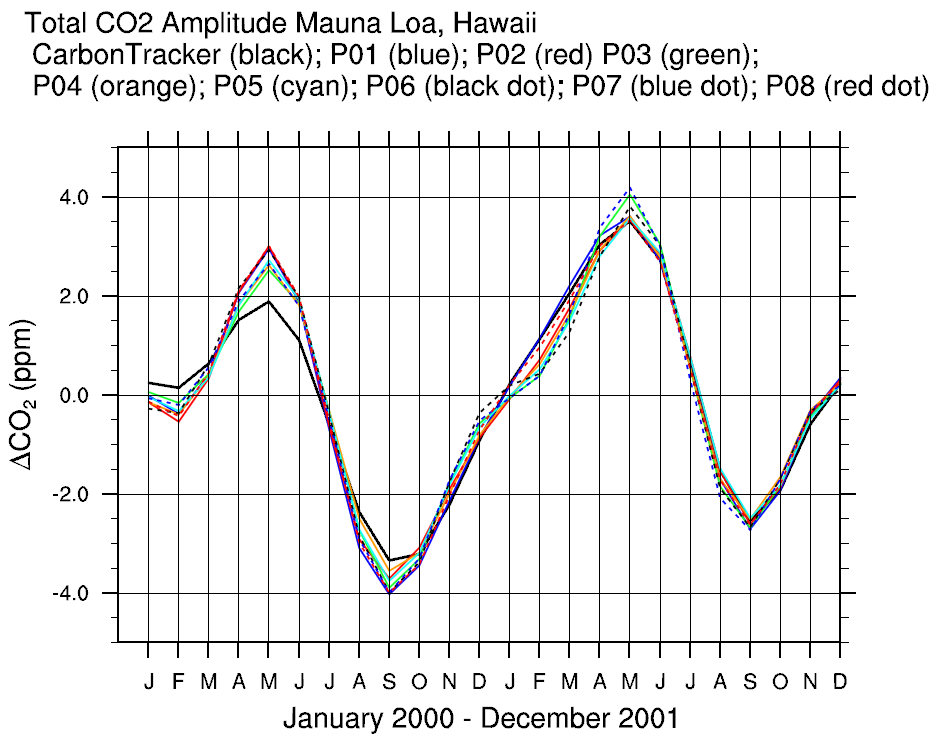 Total CO2 Amplitude Mauna Loa, Hawaii
CarbonTracker (black); P01 (blue); P02 (red) P03 (green);
P04 (orange); P05 (cyan); P06 (black dot); P07 (blue dot); P08 (red dot)
4.0
2.0
0.0
-2.0
-4.0
ΔCO₂ (ppm)
J F M A M J J A S O N D J F M A M J J A S O N D
January 2000 - December 2001